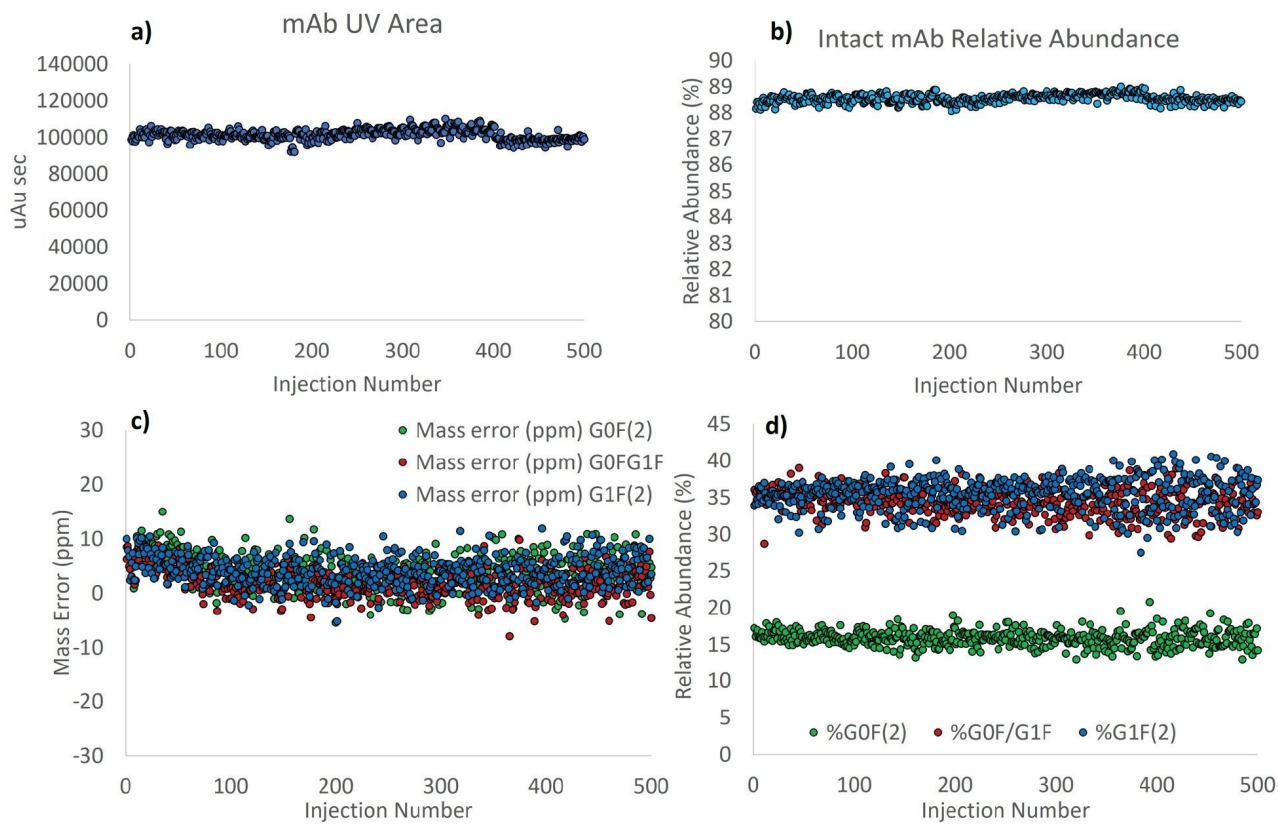 a)
mAb UV Area
140000
120000
100000
80000
60000
40000
20000
0
uAu sec
0 100 200 300 400 500
Injection Number
b)
Intact mAb Relative Abundance
90
89
88
87
86
85
84
83
82
81
80
Relative Abundance (%)
0 100 200 300 400 500
Injection Number
c)
Mass error (ppm) G0F(2)
Mass error (ppm) G0FG1F
Mass error (ppm) G1F(2)
30
20
10
0
-10
-20
-30
Mass Error (ppm)
0 100 200 300 400 500
Injection Number
d)
45
40
35
30
25
20
15
10
5
0
Relative Abundance (%)
%G0F(2) %G0F/G1F %G1F(2)
0 100 200 300 400 500
Injection Number